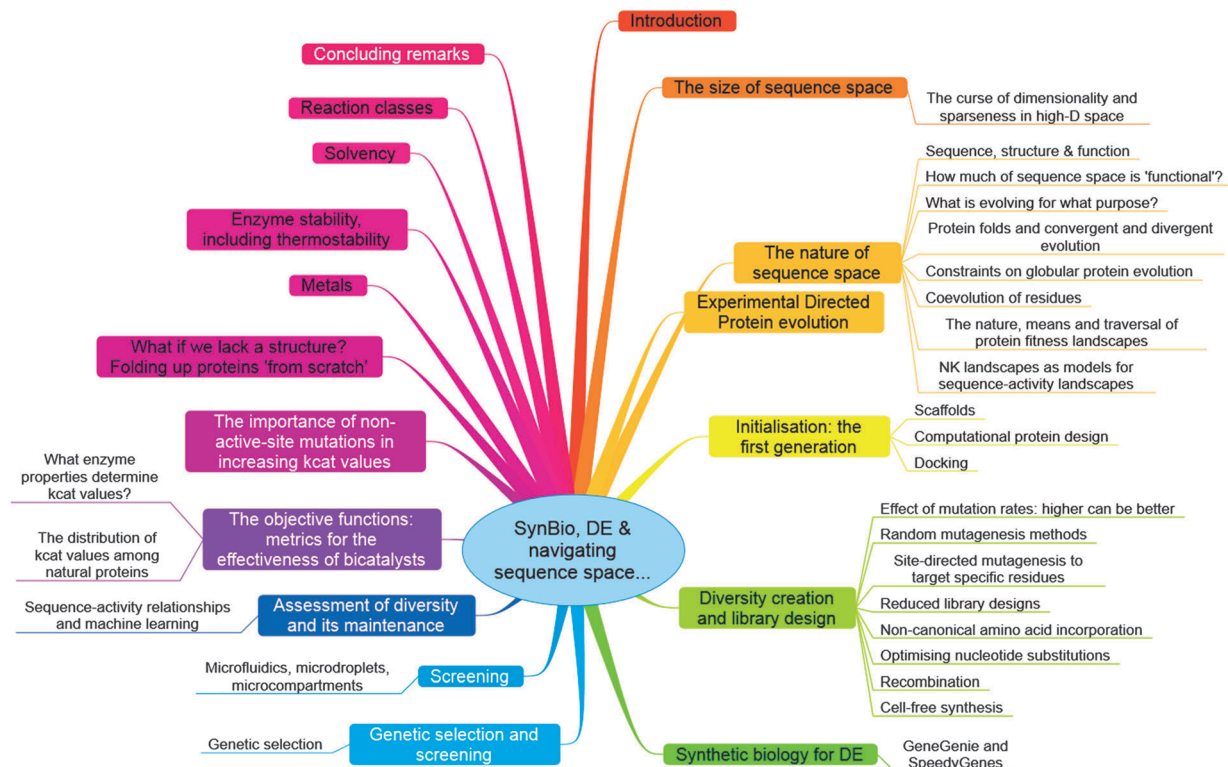 Introduction
The size of sequence space
The curse of dimensionality and
sparseness in high-D space
The nature of
sequence space
Sequence, structure & function
How much of sequence space is 'functional'?
What is evolving for what purpose?
Protein folds and convergent and divergent
evolution
Constraints on globular protein evolution
Coevolution of residues
The nature, means and traversal of
protein fitness landscapes
NK landscapes as models for
sequence-activity landscapes
Experimental Directed
Protein evolution
Initialisation: the
first generation
Scaffolds
Computational protein design
Docking
Diversity creation
and library design
Effect of mutation rates: higher can be better
Random mutagenesis methods
Site-directed mutagenesis to
target specific residues
Reduced library designs
Non-canonical amino acid incorporation
Optimising nucleotide substitutions
Recombination
Cell-free synthesis
Synthetic biology for DE
GeneGenie and
SpeedyGenes
SynBio, DE &
navigating
sequence space...
Concluding remarks
Reaction classes
Solvency
Enzyme stability,
including thermostability
Metals
What if we lack a structure?
Folding up proteins 'from scratch'
The importance of non-
active-site mutations in
increasing kcat values
The objective functions:
metrics for the
effectiveness of bicatalysts
What enzyme
properties determine
kcat values?
The distribution of
kcat values among
natural proteins
Assessment of diversity
and its maintenance
Sequence-activity relationships
and machine learning
Screening
Microfluidics, microdroplets,
microcompartments
Genetic selection and
screening
Genetic selection